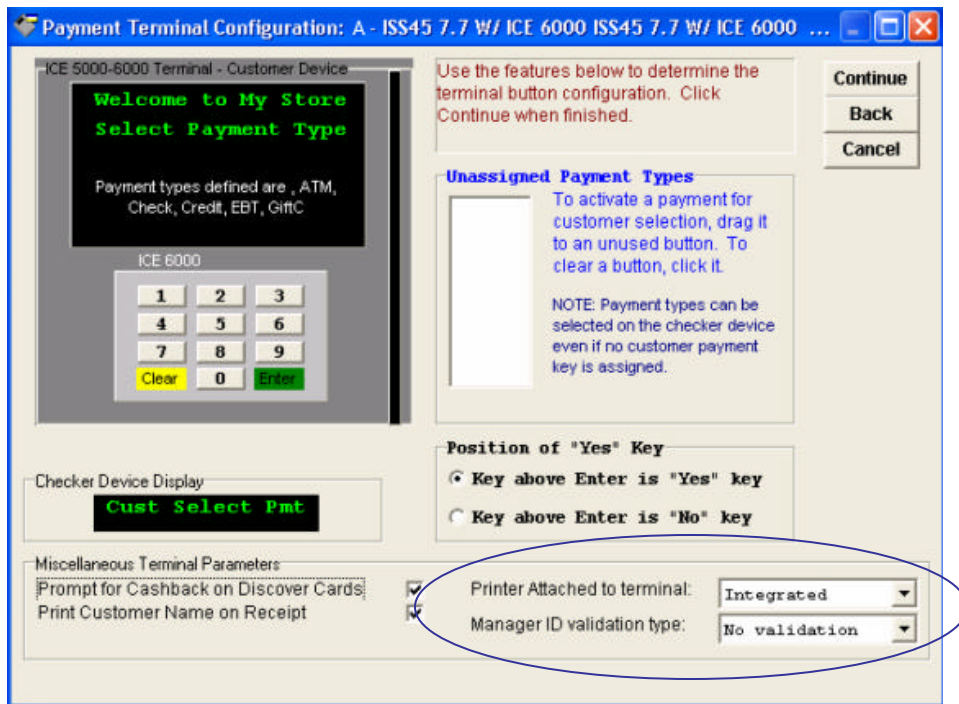 Payment Terminal Configuration: A - ISS45 7.7 W/ ICE 6000 ISS45 7.7 W/ ICE 6000 ...
ICE 5000-6000 Terminal - Customer Device
Welcome to My Store
Select Payment Type
Payment types defined are , ATM,
Check, Credit, EBT, GiftC
ICE 6000
1 2 3
4 5 6
7 8 9
Clear 0 Enter
Use the features below to determine the
terminal button configuration. Click
Continue when finished.
Continue
Back
Cancel
Unassigned Payment Types
To activate a payment for
customer selection, drag it
to an unused button. To
clear a button, click it.
NOTE: Payment types can be
selected on the checker device
even if no customer payment
key is assigned.
Position of "Yes" Key
Key above Enter is "Yes" key
Key above Enter is "No" key
Checker Device Display
Cust Select Pmt
Miscellaneous Terminal Parameters
Prompt for Cashback on Discover Cards
Print Customer Name on Receipt
Printer Attached to terminal: Integrated
Manager ID validation type: No validation